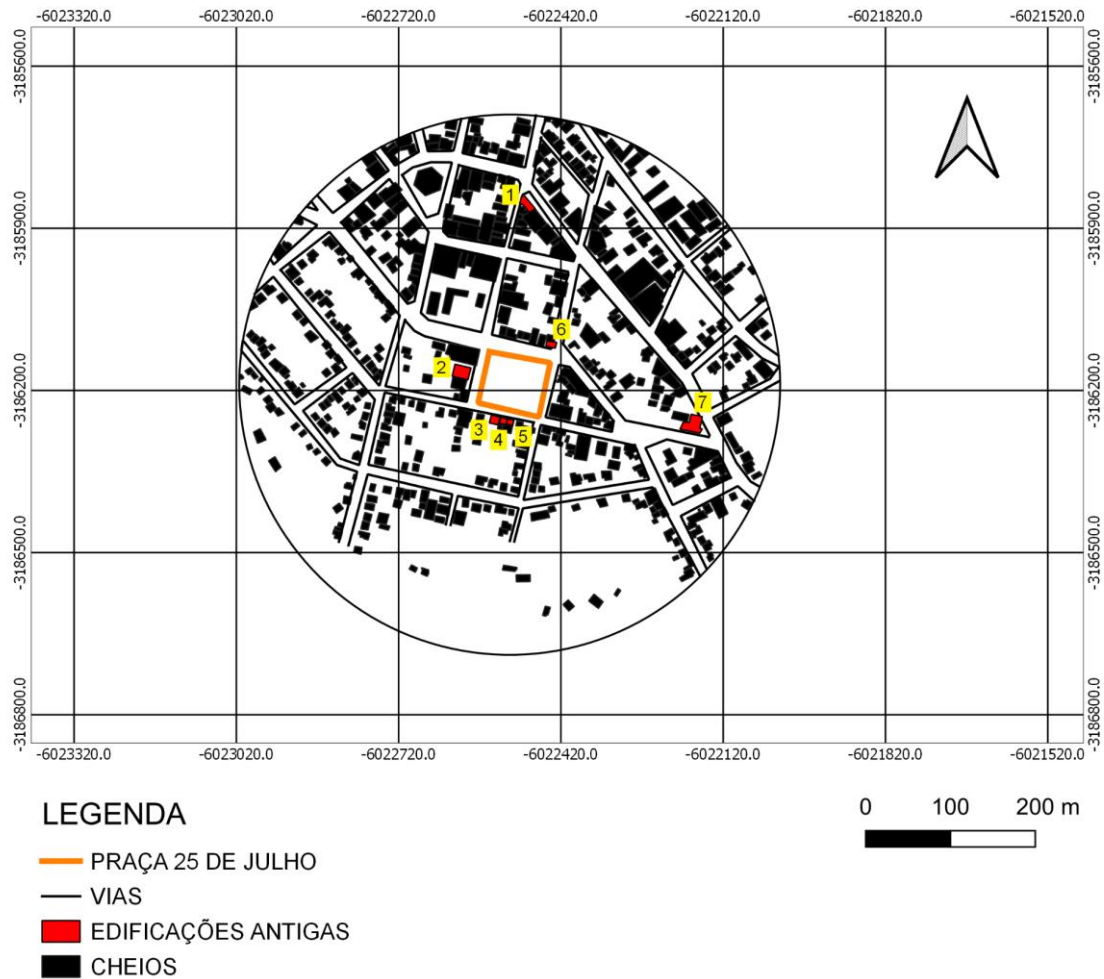 -6023320.0 -6023020.0 -6022720.0 -6022420.0 -6022120.0 -6021820.0 -6021520.0
-3185600.0 -3185600.0
1
-3185900.0 -3185900.0
6
2
-3186200.0 -3186200.0
7
3 4 5
-3186500.0 -3186500.0
-3186800.0 -3186800.0
-6023320.0 -6023020.0 -6022720.0 -6022420.0 -6022120.0 -6021820.0 -6021520.0
LEGENDA
PRAÇA 25 DE JULHO
VIAS
EDIFICAÇÕES ANTIGAS
CHEIOS
0 100 200 m